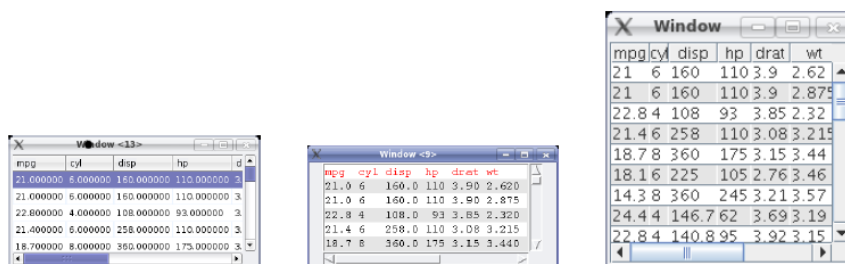 Window <13>
mpg cyl disp hp d
21.000000 6.000000 160.000000 110.000000 3.
21.000000 6.000000 160.000000 110.000000 3.
22.800000 4.000000 108.000000 93.000000 3.
21.400000 6.000000 258.000000 110.000000 3.
18.700000 8.000000 360.000000 175.000000 3.
Window <9>
mpg cyl disp hp drat wt
21.0 6 160.0 110 3.90 2.620
21.0 6 160.0 110 3.90 2.875
22.8 4 108.0 93 3.85 2.320
21.4 6 258.0 110 3.08 3.215
18.7 8 360.0 175 3.15 3.440
Window
mpg cyl disp hp drat wt
21 6 160 110 3.9 2.62
21 6 160 110 3.9 2.875
22.8 4 108 93 3.85 2.32
21.4 6 258 110 3.08 3.215
18.7 8 360 175 3.15 3.44
18.1 6 225 105 2.76 3.46
14.3 8 360 245 3.21 3.57
24.4 4 146.7 62 3.69 3.19
22.8 4 140.8 95 3.92 3.15